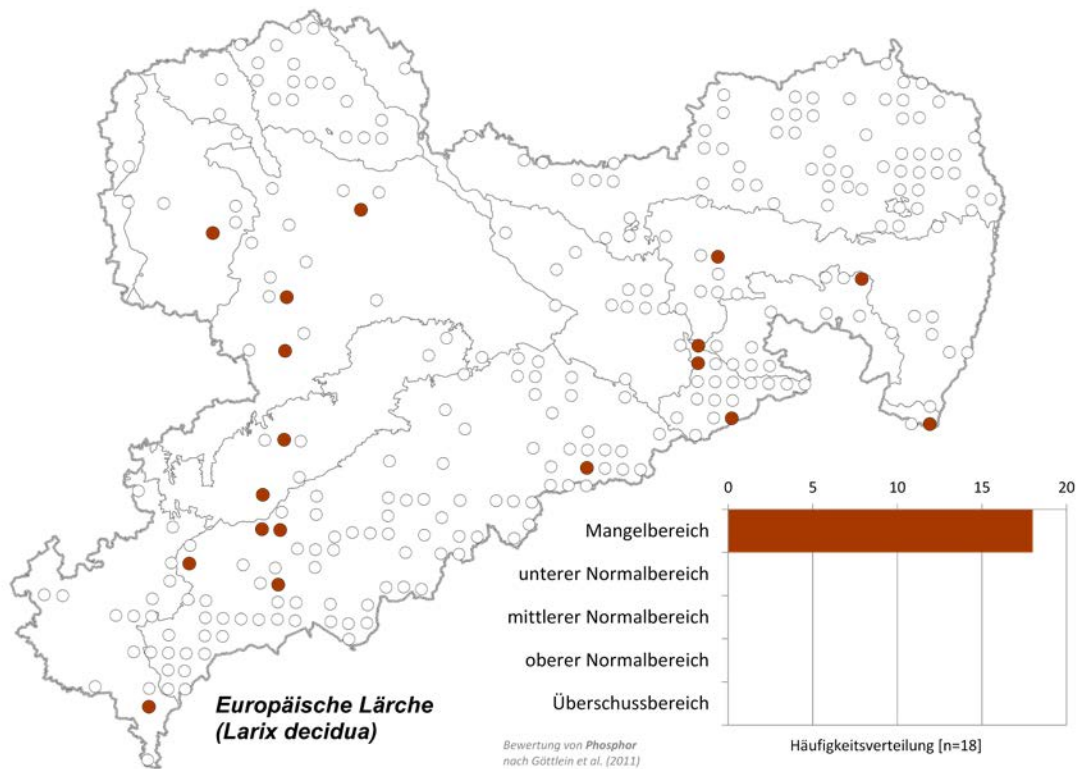 0 5 10 15 20
Mangelbereich
unterer Normalbereich
mittlerer Normalbereich
oberer Normalbereich
Überschussbereich
Europäische Lärche
(Larix decidua)
Bewertung von Phosphor
nach Göttlein et al. (2011)
Häufigkeitsverteilung [n=18]